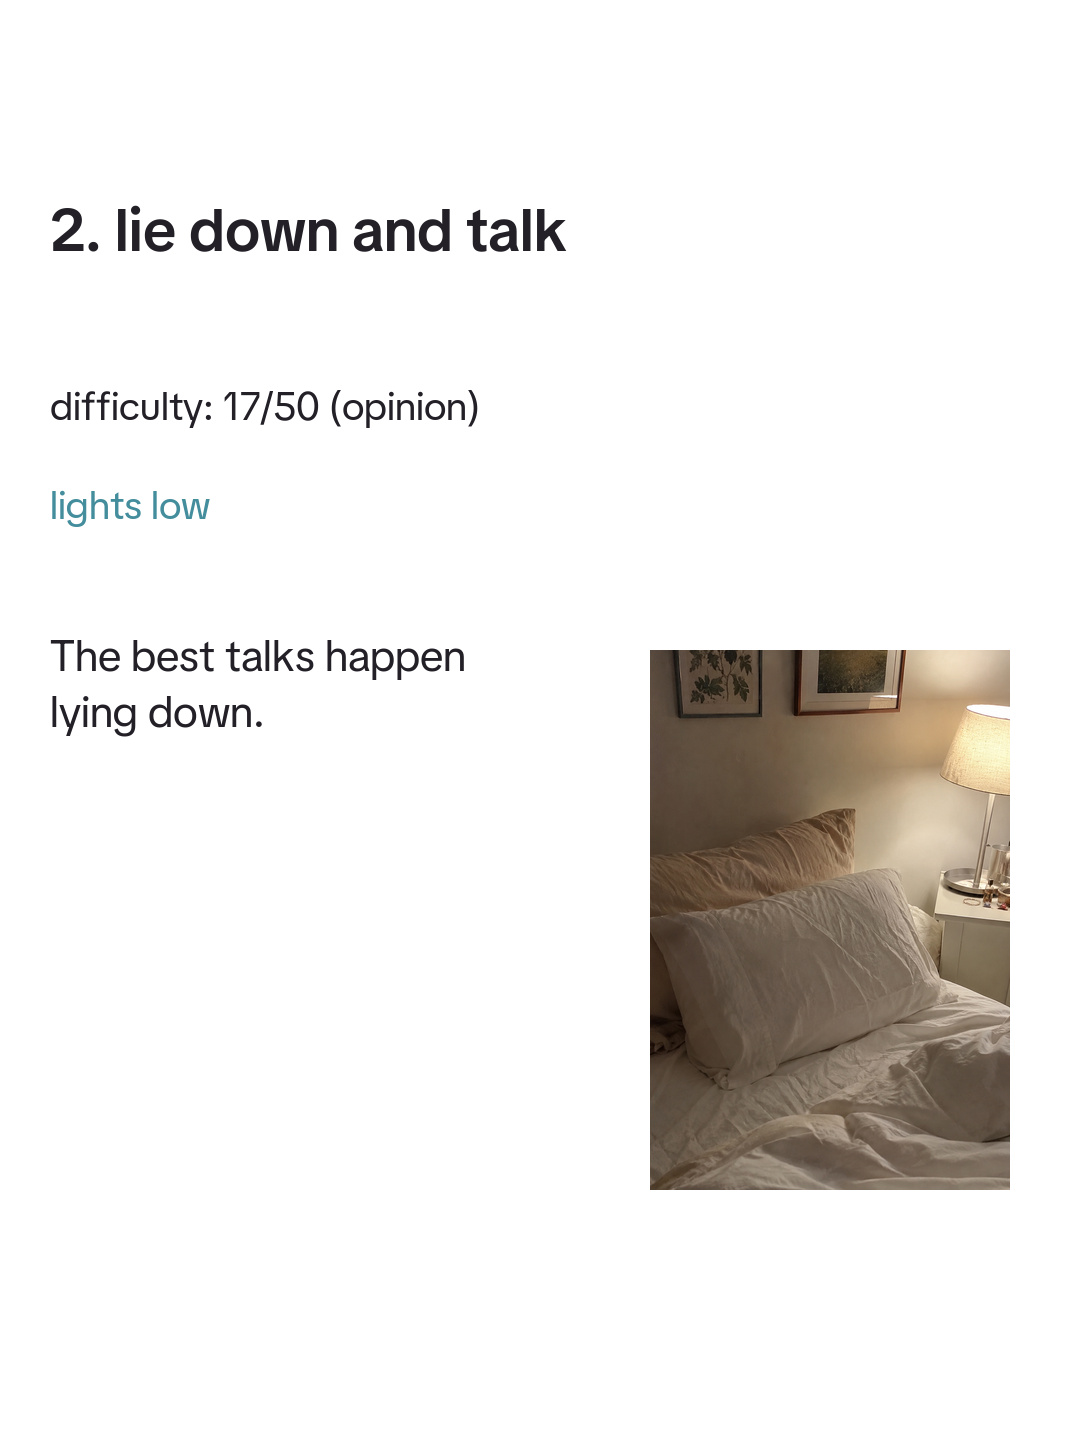 2. lie down and talk
difficulty: 17/50 (opinion)
lights low
The best talks happen
lying down.